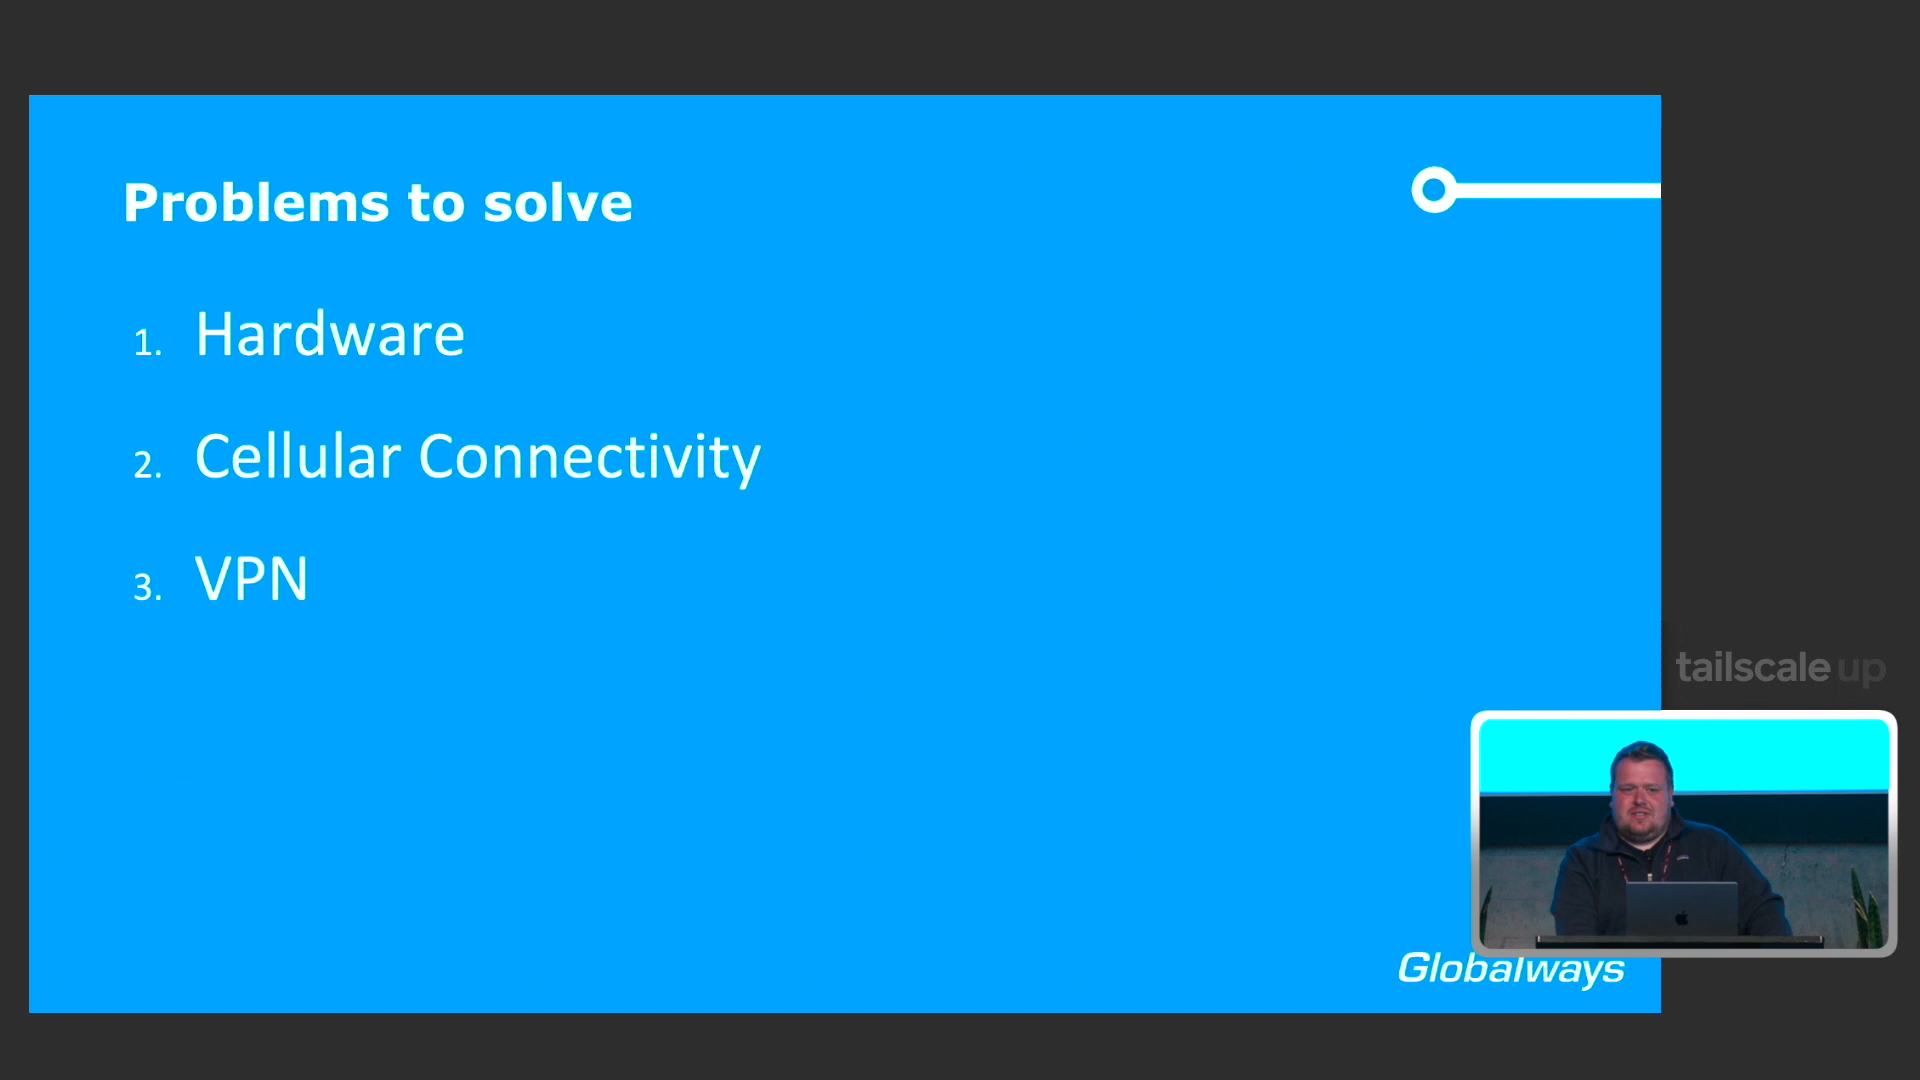 Problems to solve
1. Hardware
2. Cellular Connectivity
3. VPN
tailscale up
Globalways